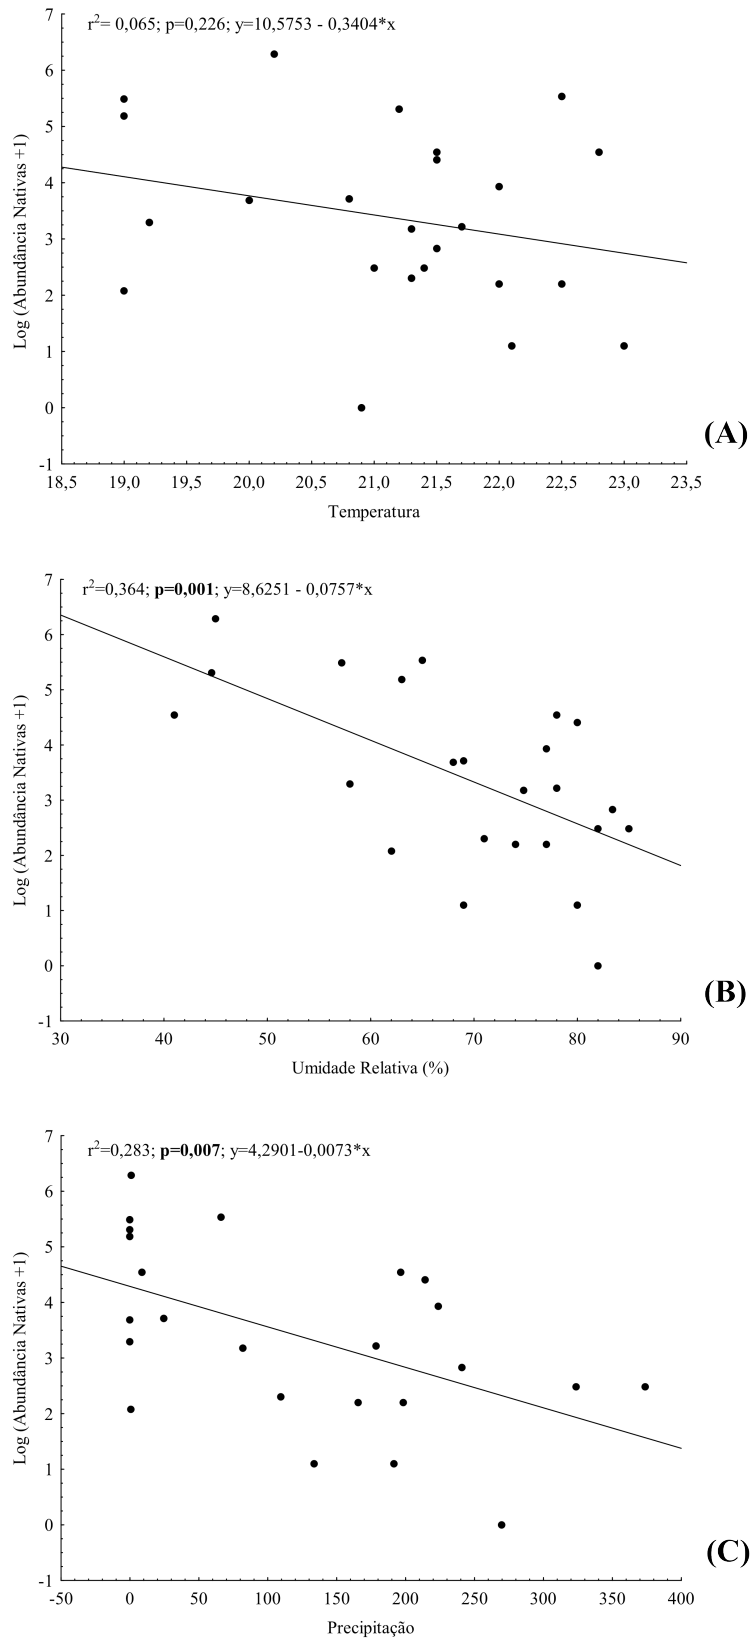 r²= 0,065; p=0,226; y=10,5753 - 0,3404*x
7
6
5
4
3
2
1
0
-1
Log (Abundância Nativas +1)
18,5 19,0 19,5 20,0 20,5 21,0 21,5 22,0 22,5 23,0 23,5
Temperatura
(A)
r²=0,364; p=0,001; y=8,6251 - 0,0757*x
7
6
5
4
3
2
1
0
-1
Log (Abundância Nativas +1)
30 40 50 60 70 80 90
Umidade Relativa (%)
(B)
r²=0,283; p=0,007; y=4,2901-0,0073*x
7
6
5
4
3
2
1
0
-1
Log (Abundância Nativas +1)
-50 0 50 100 150 200 250 300 350 400
Precipitação
(C)